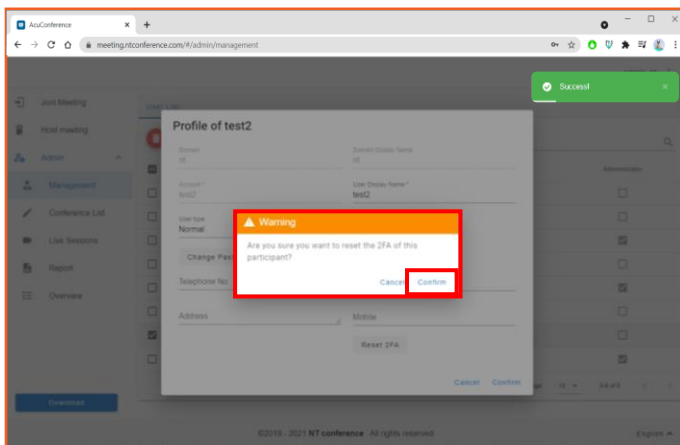 AcuConference
meeting.ntconference.com/#/admin/management
Success!
Join Meeting
Host meeting
Admin
Management
Conference List
Live Sessions
Report
Overview
Download
Profile of test2
Domain
nt
Domain Display Name
nt
Account *
test2
User Display Name *
test2
User type
Normal
Administrator
Warning
Are you sure you want to reset the 2FA of this
participant?
Cancel
Confirm
Telephone No
Address
Mobile
Reset 2FA
Cancel
Confirm
10
©2019 - 2021 NT conference All rights reserved
English